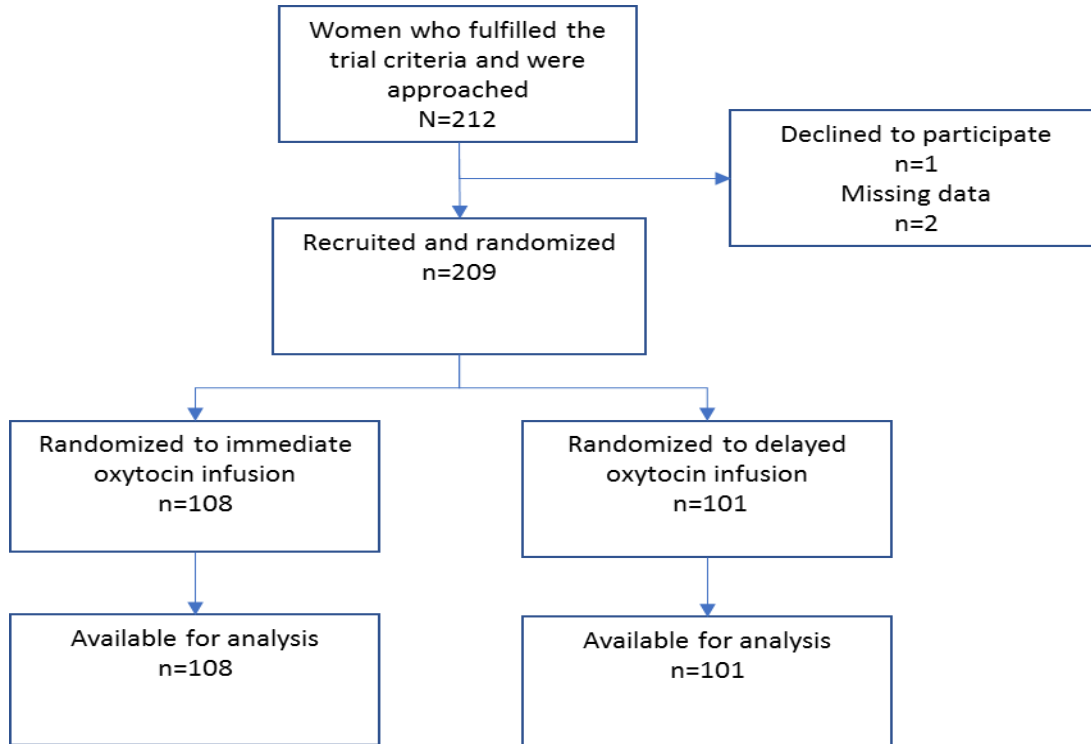 Women who fulfilled the
trial criteria and were
approached
N=212
Declined to participate
n=1
Missing data
n=2
Recruited and randomized
n=209
Randomized to immediate
oxytocin infusion
n=108
Randomized to delayed
oxytocin infusion
n=101
Available for analysis
n=108
Available for analysis
n=101